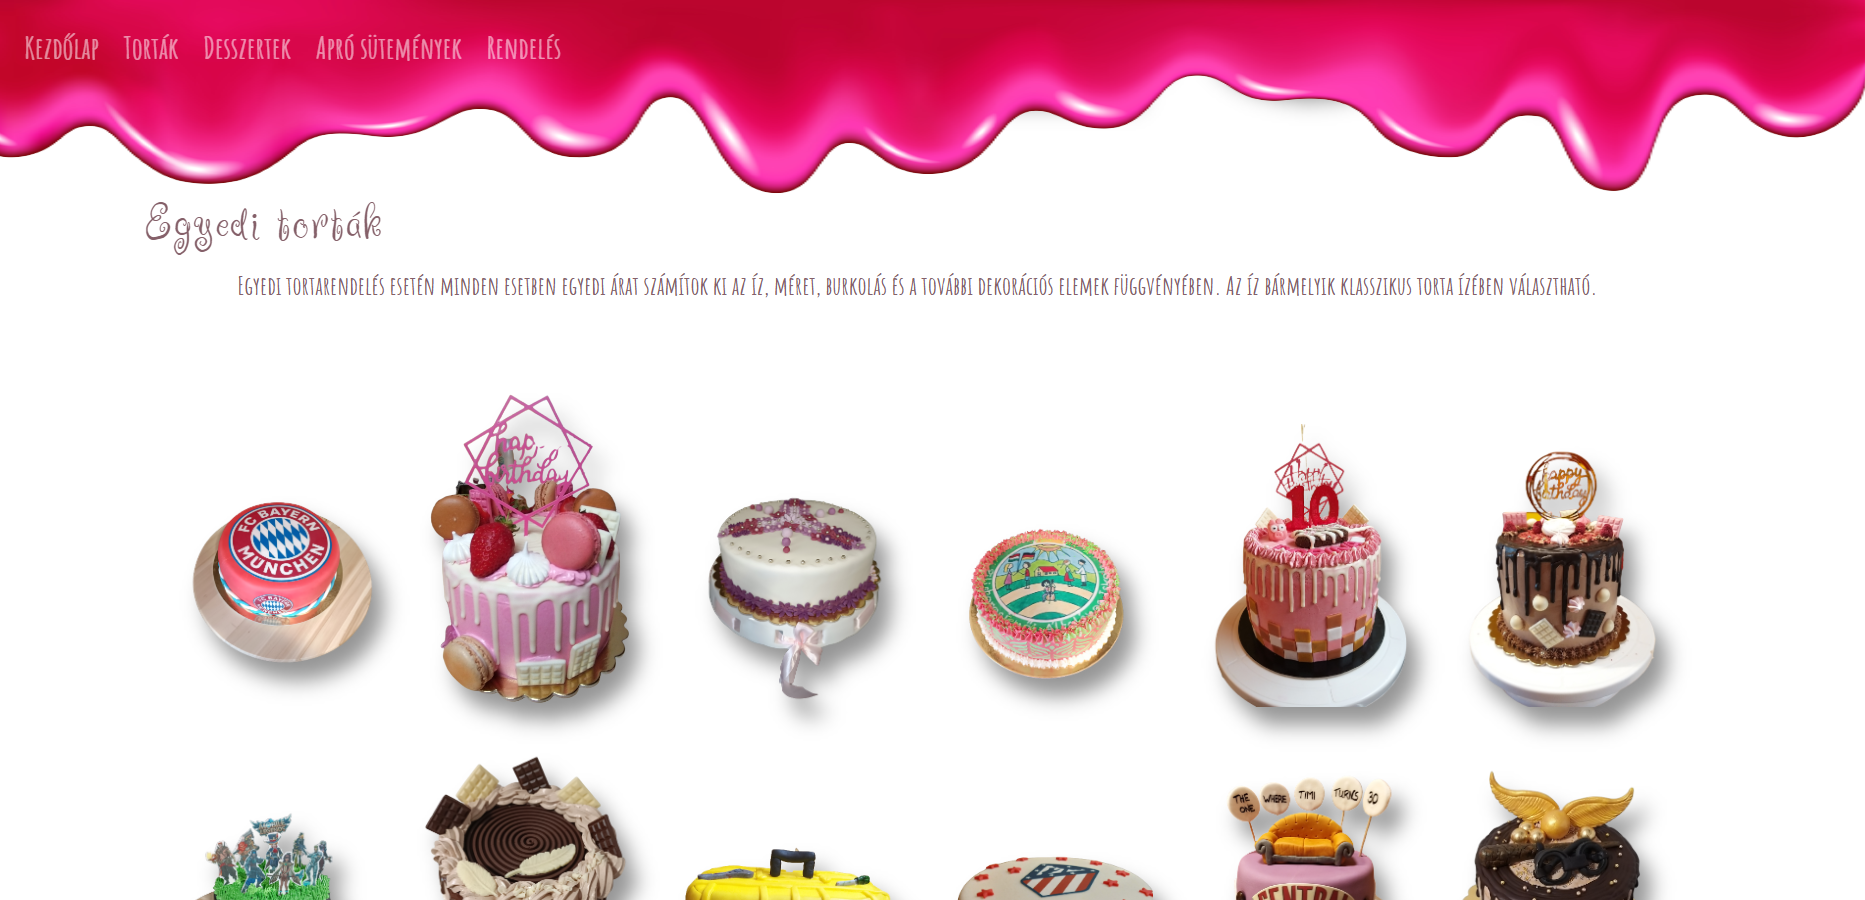 Kezdőlap Torták Desszertek Apró sütemények Rendelés
Egyedi torták
Egyedi tortarendelés esetén minden esetben egyedi árat számítok ki az íz, méret, burkolás és a további dekorációs elemek függvényében. Az íz bármelyik klasszikus torta ízében választható.
FC BAYERN
MÜNCHEN
birthday
10
happy
birthday
THE ONE WHERE TIMI TURNS 30
CENTRAL